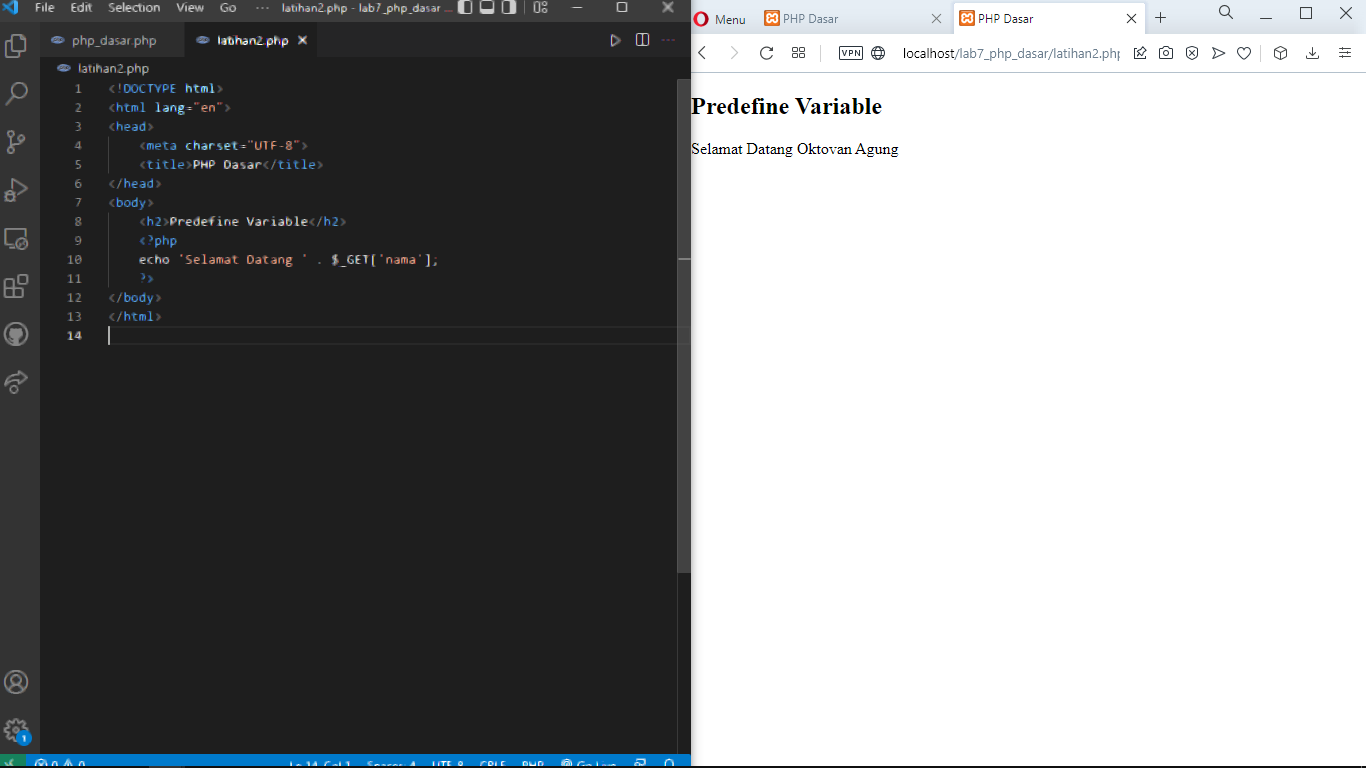 File Edit Selection View Go ··· latihan2.php - lab7_php_dasar ...
php_dasar.php latihan2.php
latihan2.php
1 <!DOCTYPE html>
2 <html lang="en">
3 <head>
4 <meta charset="UTF-8">
5 <title>PHP Dasar</title>
6 </head>
7 <body>
8 <h2>Predefine Variable</h2>
9 <?php
10 echo 'Selamat Datang ' . $_GET['nama'];
11 ?>
12 </body>
13 </html>
14
1
0 0 Ln 14, Col 1 Spaces: 4 UTF-8 CRLF PHP Go Live
Menu PHP Dasar PHP Dasar
VPN localhost/lab7_php_dasar/latihan2.php
Predefine Variable
Selamat Datang Oktovan Agung